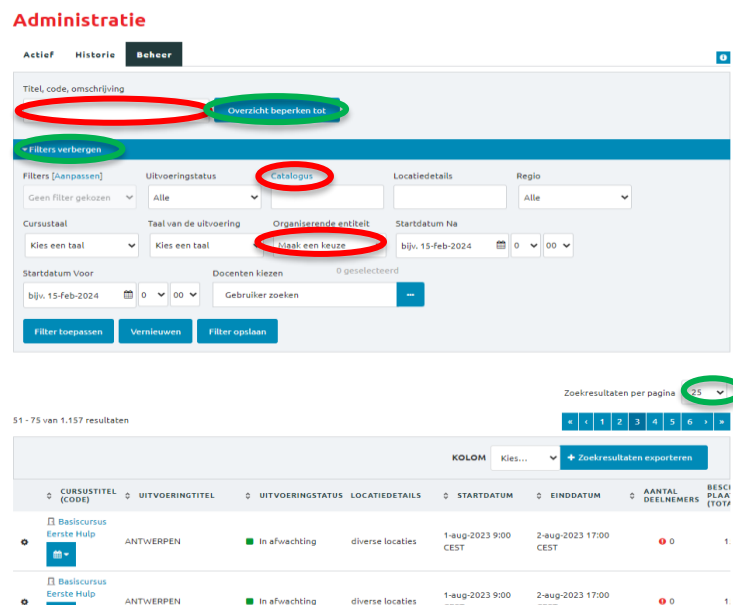 Administratie
Actief Historie Beheer
Titel, code, omschrijving
Overzicht beperken tot
Filters verbergen
Filters [Aanpassen] Uitvoeringstatus Catalogus Locatiedetails Regio
Geen filter gekozen Alle Alle
Cursustaal Taal van de uitvoering Organiserende entiteit Startdatum Na
Kies een taal Kies een taal Maak een keuze bijv. 15-feb-2024 0 00
Startdatum Voor Docenten kiezen 0 geselecteerd
bijv. 15-feb-2024 0 00 Gebruiker zoeken ...
Filter toepassen Vernieuwen Filter opslaan
Zoekresultaten per pagina 25
51 - 75 van 1.157 resultaten « ‹ 1 2 3 4 5 6 › »
KOLOM Kies... + Zoekresultaten exporteren
CURSUSTITEL (CODE) UITVOERINGTITEL UITVOERINGSTATUS LOCATIEDETAILS STARTDATUM EINDDATUM AANTAL DEELNEMERS
Basiscursus
Eerste Hulp ANTWERPEN In afwachting diverse locaties 1-aug-2023 9:00 CEST 2-aug-2023 17:00 CEST 0 1
Basiscursus
Eerste Hulp ANTWERPEN In afwachting diverse locaties 1-aug-2023 9:00 2-aug-2023 17:00 0 1